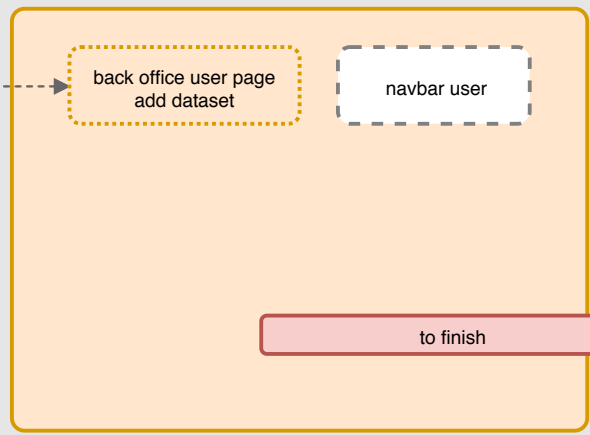 back office user page
add dataset
navbar user
to finish